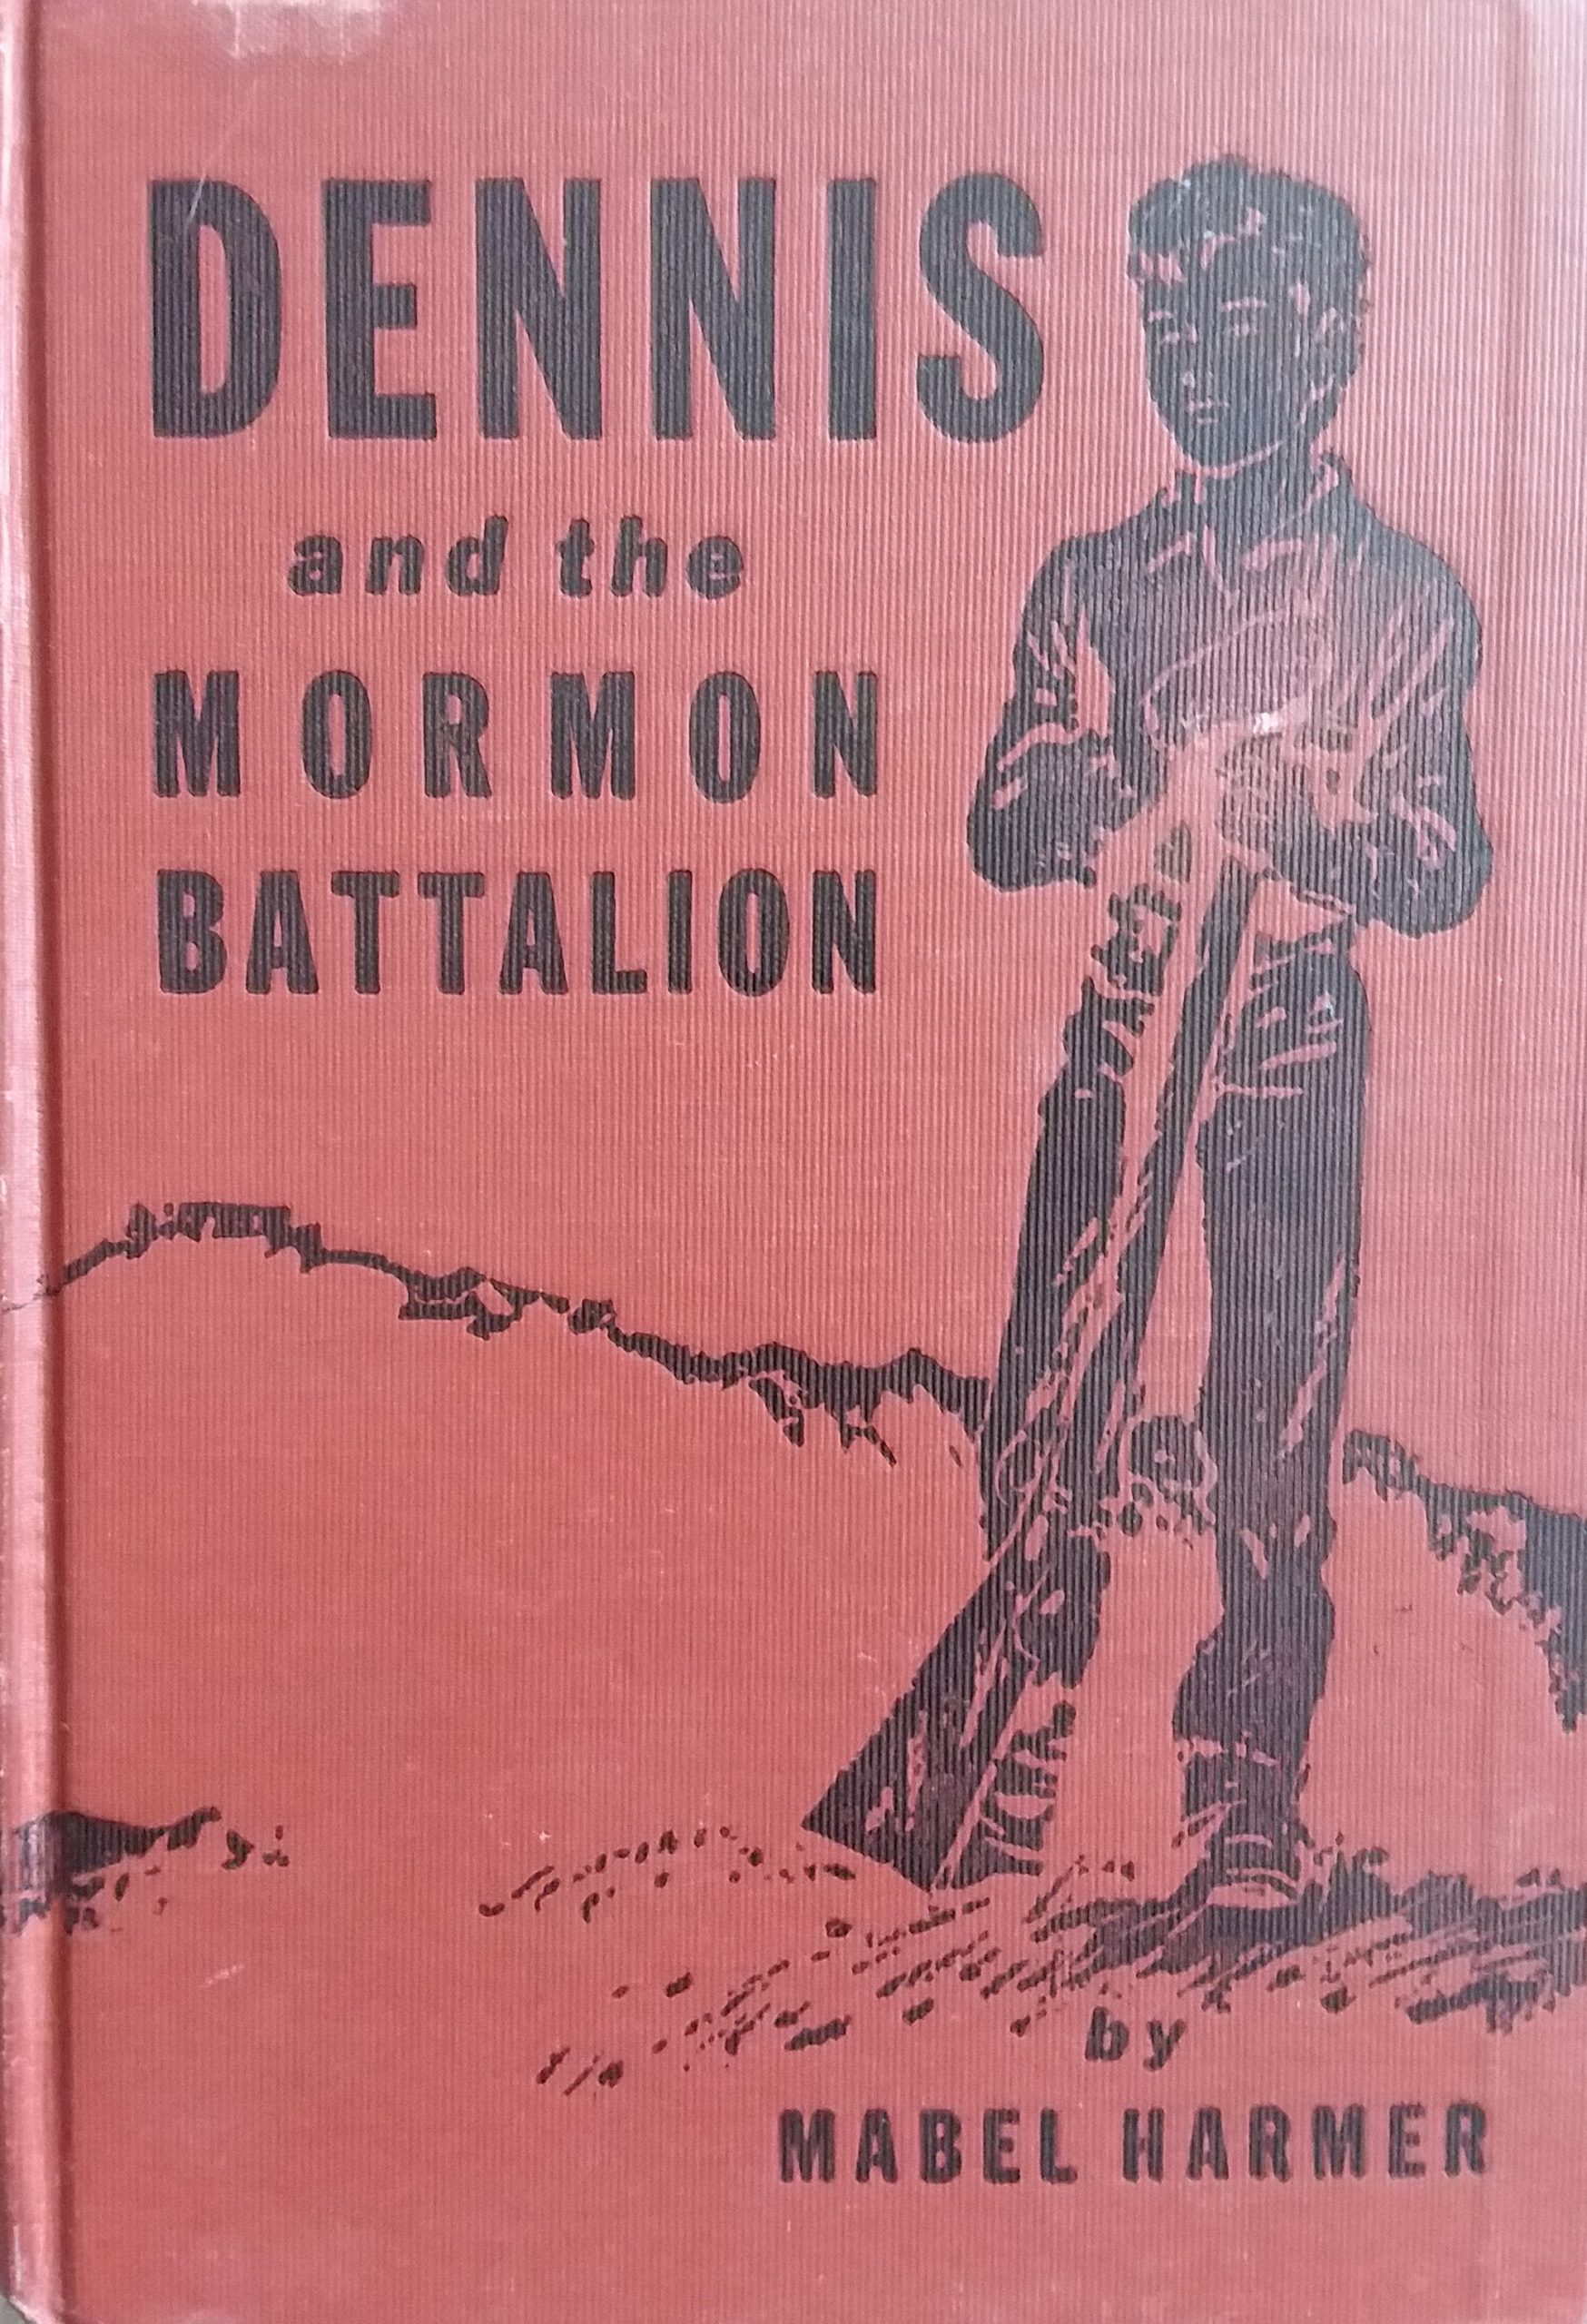 DENNIS
and the
MORMON
BATTALION
by
MABEL HARMER